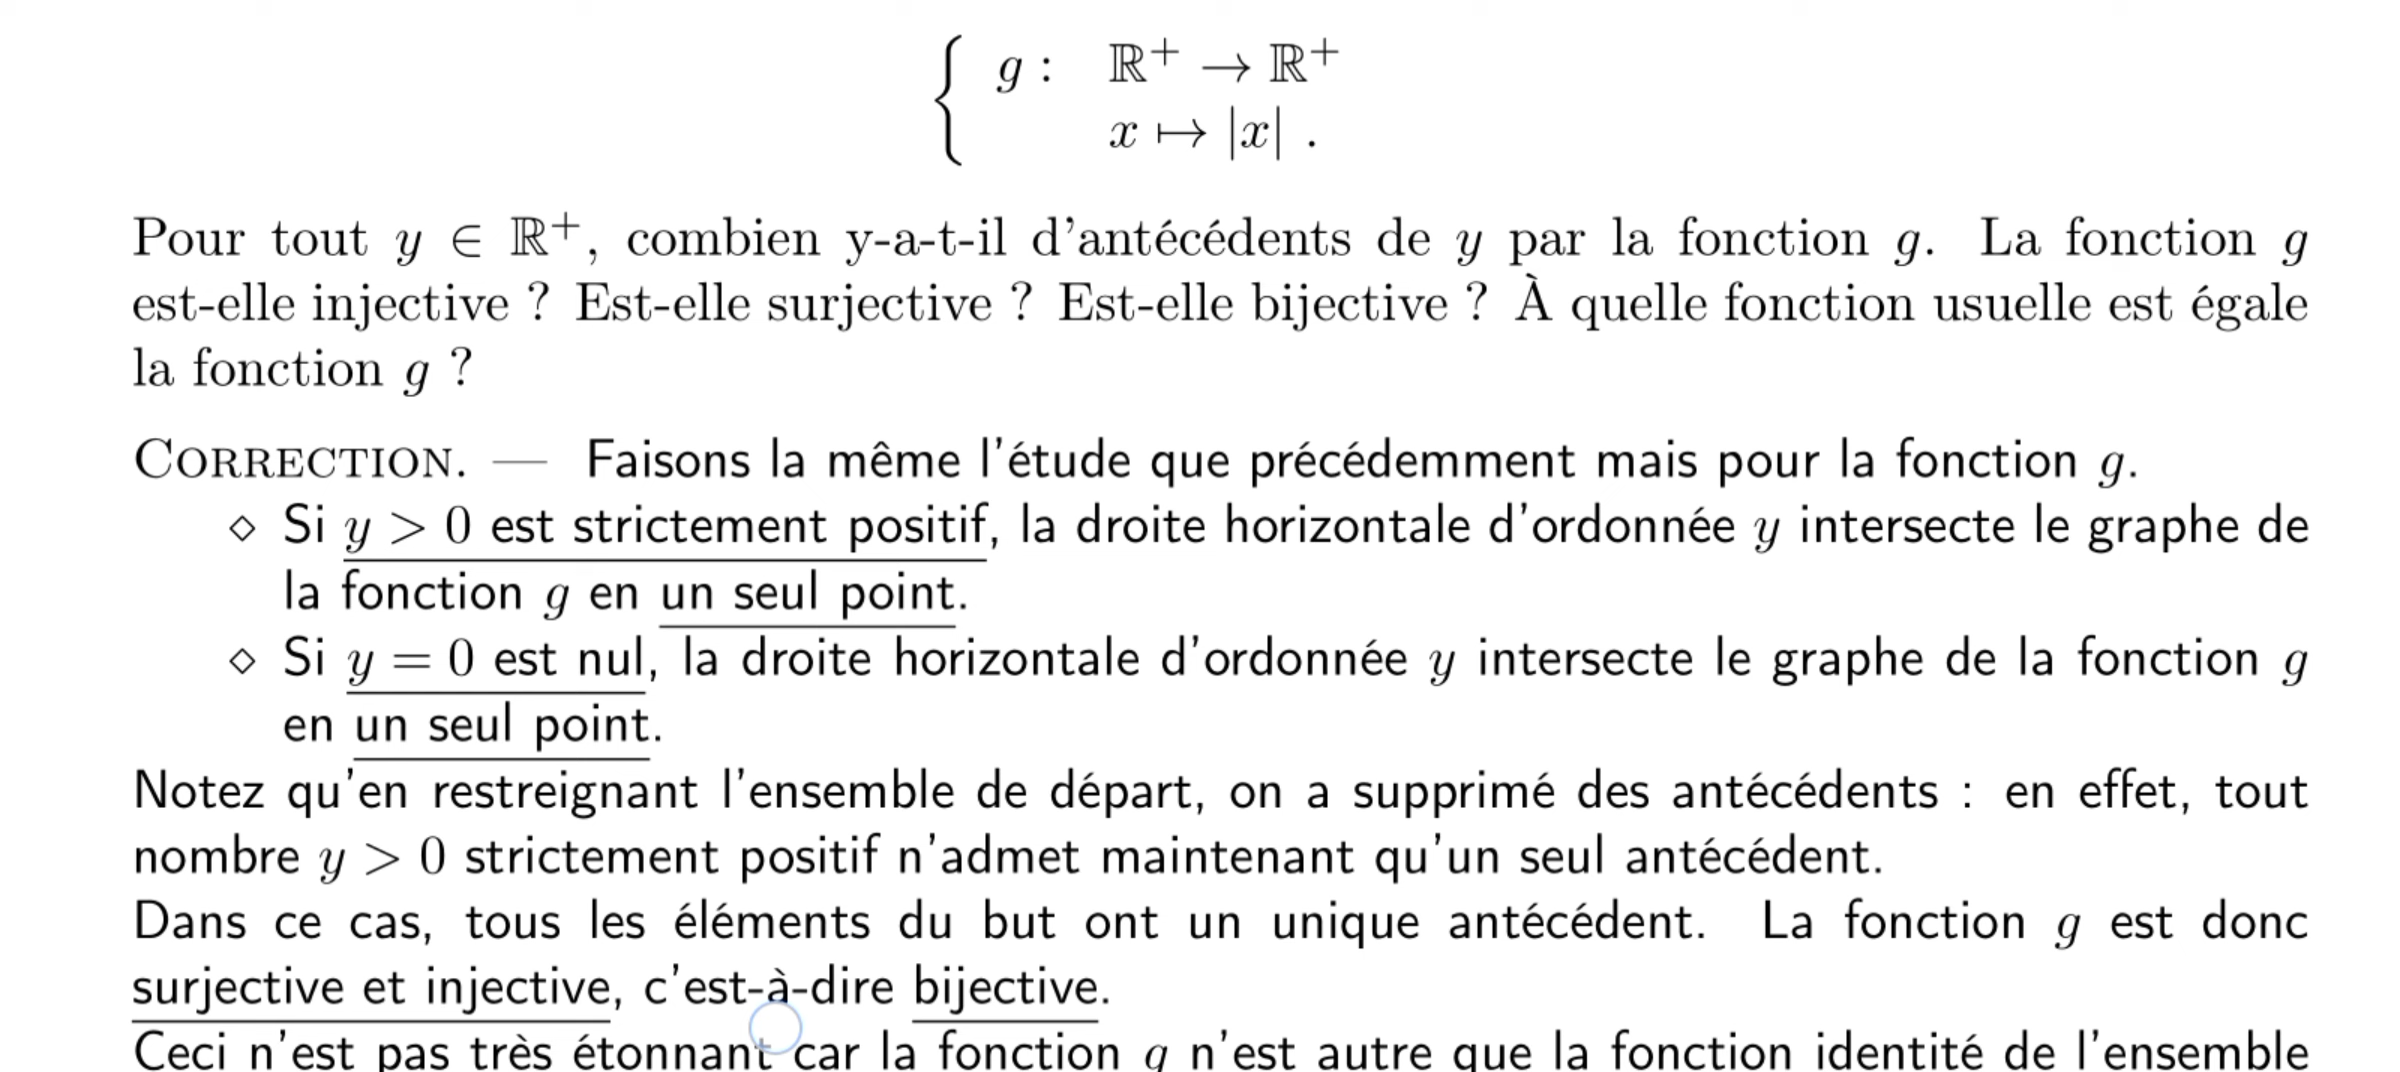 g : ℝ⁺ → ℝ⁺
x ↦ |x| .
Pour tout y ∈ ℝ⁺, combien y-a-t-il d'antécédents de y par la fonction g. La fonction g
est-elle injective ? Est-elle surjective ? Est-elle bijective ? À quelle fonction usuelle est égale
la fonction g ?
CORRECTION. — Faisons la même l'étude que précédemment mais pour la fonction g.
⋄ Si y > 0 est strictement positif, la droite horizontale d'ordonnée y intersecte le graphe de
la fonction g en un seul point.
⋄ Si y = 0 est nul, la droite horizontale d'ordonnée y intersecte le graphe de la fonction g
en un seul point.
Notez qu'en restreignant l'ensemble de départ, on a supprimé des antécédents : en effet, tout
nombre y > 0 strictement positif n'admet maintenant qu'un seul antécédent.
Dans ce cas, tous les éléments du but ont un unique antécédent. La fonction g est donc
surjective et injective, c'est-à-dire bijective.
Ceci n'est pas très étonnant car la fonction g n'est autre que la fonction identité de l'ensemble